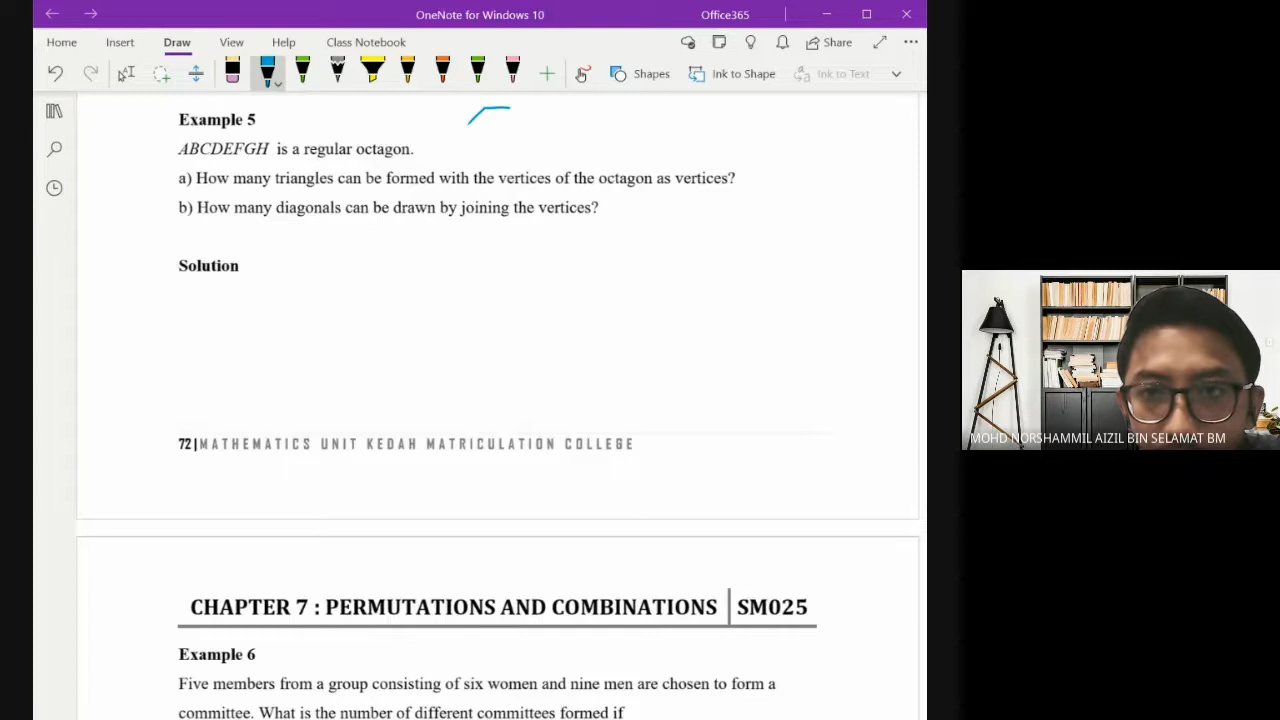 OneNote for Windows 10
Office365
Home Insert Draw View Help Class Notebook
Share
Shapes Ink to Shape Ink to Text
Example 5
ABCDEFGH is a regular octagon.
a) How many triangles can be formed with the vertices of the octagon as vertices?
b) How many diagonals can be drawn by joining the vertices?
Solution
72|MATHEMATICS UNIT KEDAH MATRICULATION COLLEGE
CHAPTER 7 : PERMUTATIONS AND COMBINATIONS SM025
Example 6
Five members from a group consisting of six women and nine men are chosen to form a
committee. What is the number of different committees formed if
MOHD NORSHAMMIL AIZIL BIN SELAMAT BM